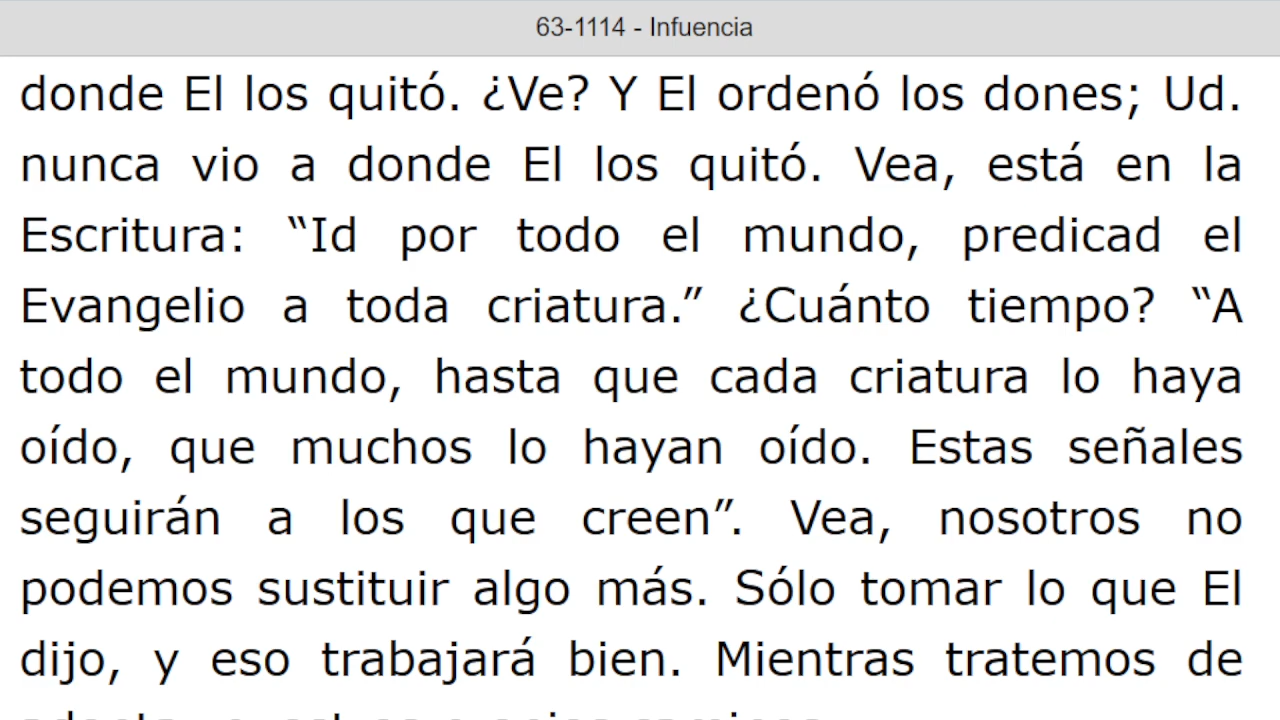 63-1114 - Infuencia
donde El los quitó. ¿Ve? Y El ordenó los dones; Ud.
nunca vio a donde El los quitó. Vea, está en la
Escritura: “Id por todo el mundo, predicad el
Evangelio a toda criatura.” ¿Cuánto tiempo? “A
todo el mundo, hasta que cada criatura lo haya
oído, que muchos lo hayan oído. Estas señales
seguirán a los que creen”. Vea, nosotros no
podemos sustituir algo más. Sólo tomar lo que El
dijo, y eso trabajará bien. Mientras tratemos de